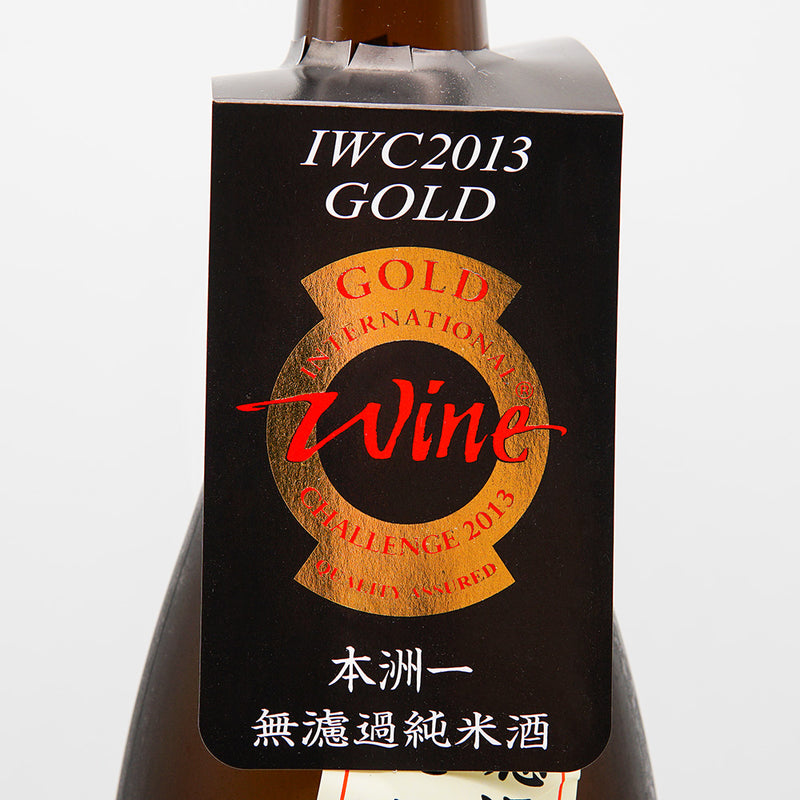 IWC2013
GOLD
GOLD
INTERNATIONAL
Wine®
CHALLENGE 2013
QUALITY ASSURED
本洲一
無濾過純米酒